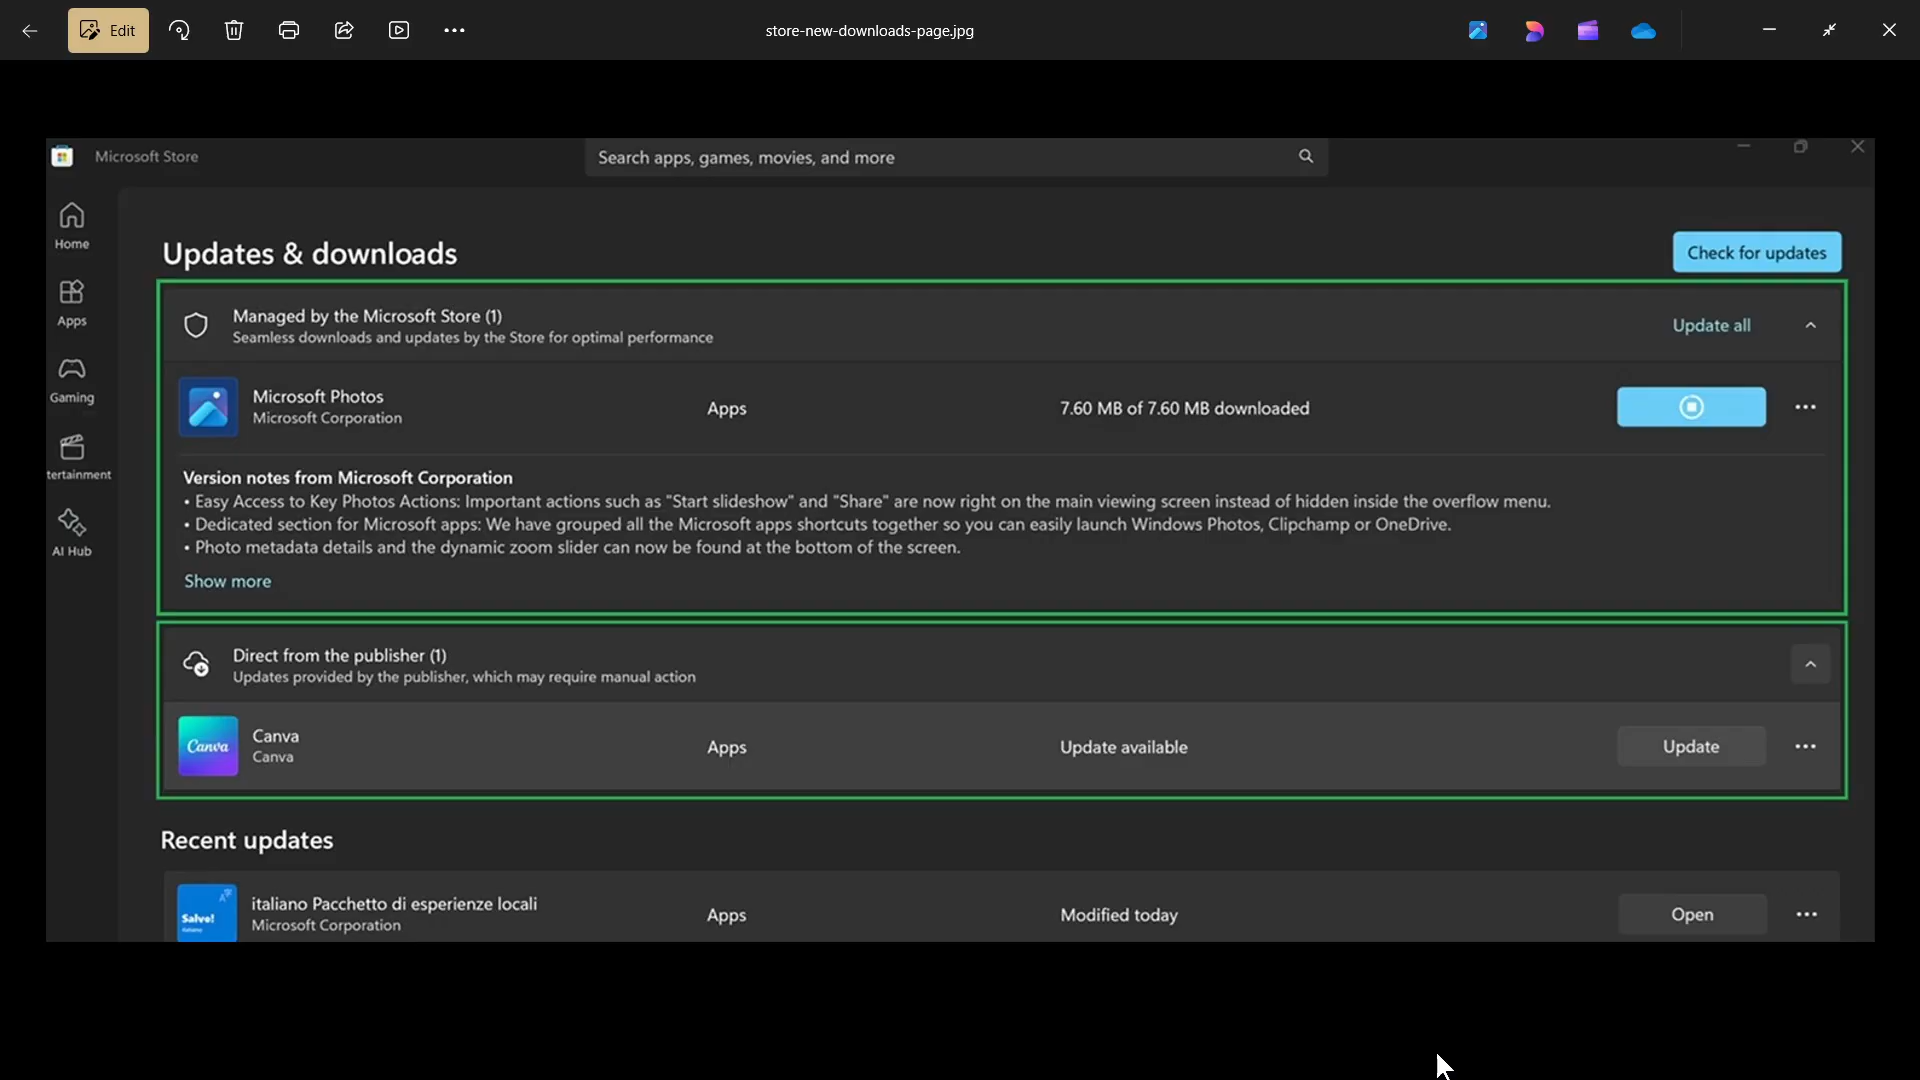 Edit
store-new-downloads-page.jpg
Microsoft Store
Search apps, games, movies, and more
Home
Apps
Gaming
tertainment
AI Hub
Updates & downloads
Check for updates
Managed by the Microsoft Store (1)
Seamless downloads and updates by the Store for optimal performance
Update all
Microsoft Photos
Microsoft Corporation
Apps
7.60 MB of 7.60 MB downloaded
Version notes from Microsoft Corporation
• Easy Access to Key Photos Actions: Important actions such as "Start slideshow" and "Share" are now right on the main viewing screen instead of hidden inside the overflow menu.
• Dedicated section for Microsoft apps: We have grouped all the Microsoft apps shortcuts together so you can easily launch Windows Photos, Clipchamp or OneDrive.
• Photo metadata details and the dynamic zoom slider can now be found at the bottom of the screen.
Show more
Direct from the publisher (1)
Updates provided by the publisher, which may require manual action
Canva
Canva
Canva
Apps
Update available
Update
Recent updates
Salve!
italiano
italiano Pacchetto di esperienze locali
Microsoft Corporation
Apps
Modified today
Open